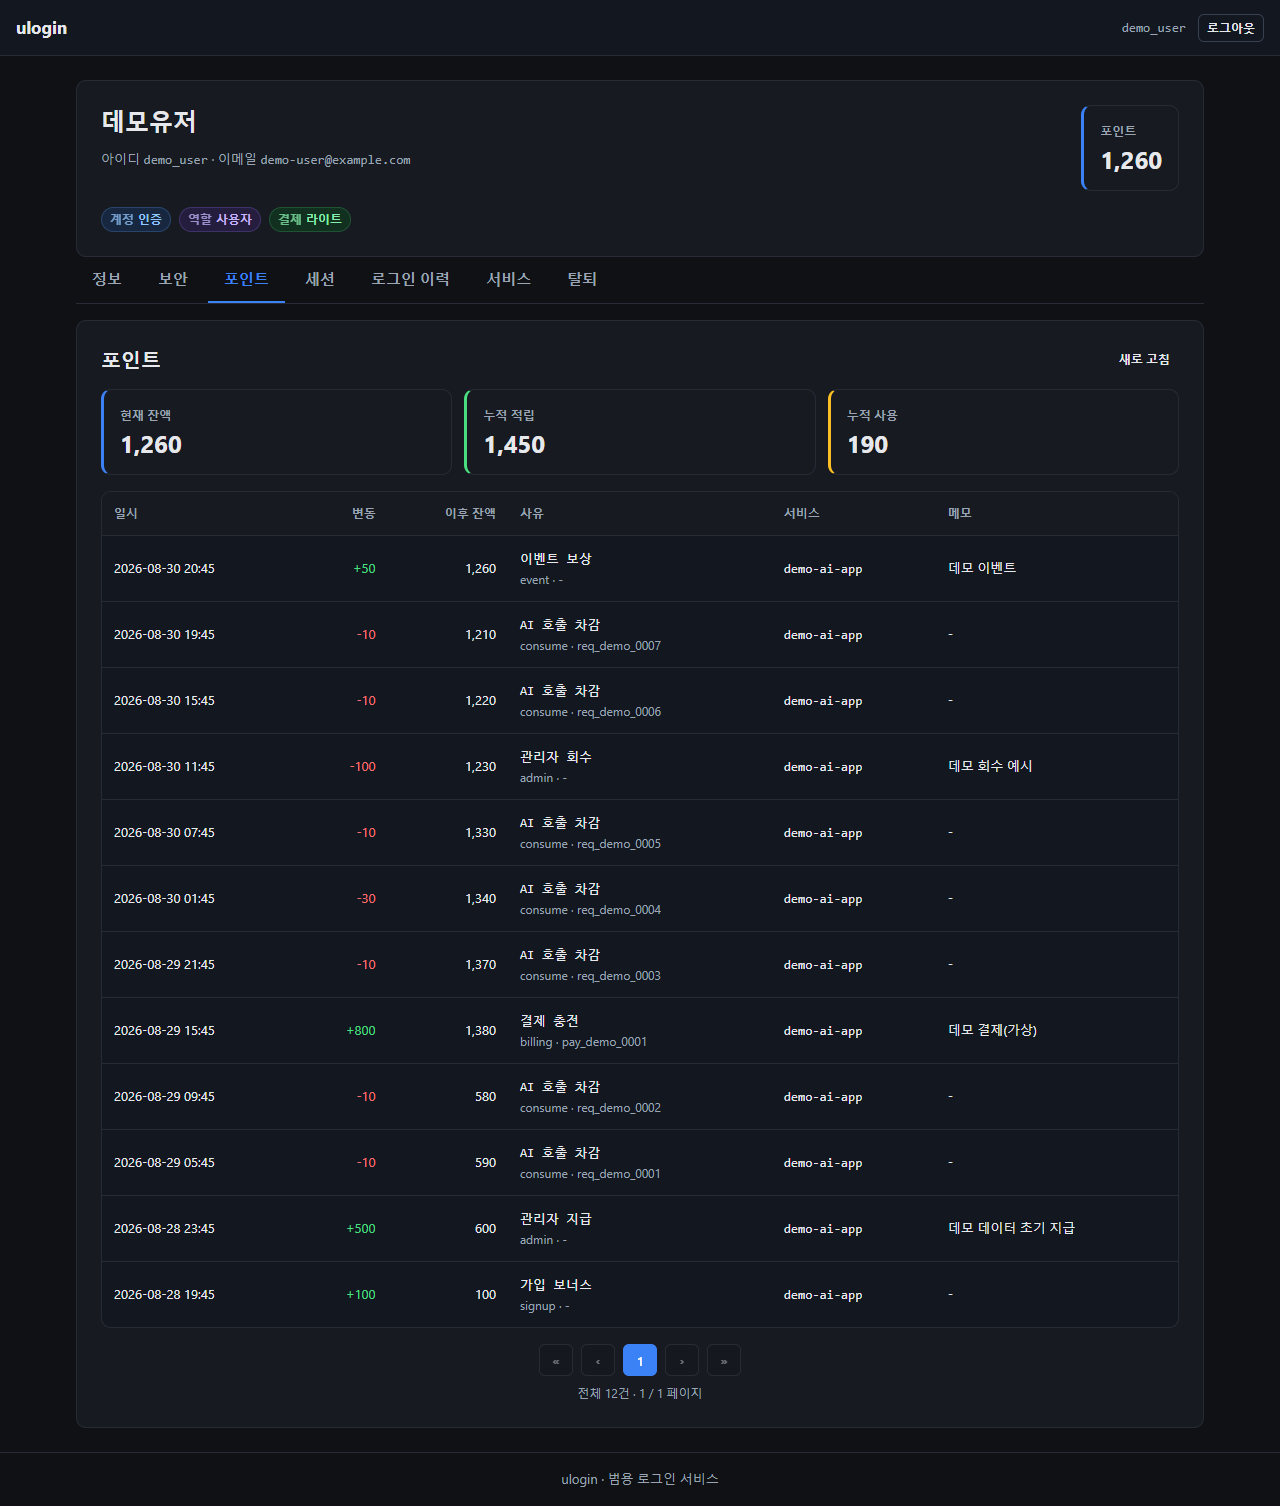 ulogin
demo_user 로그아웃
데모유저
아이디 demo_user · 이메일 demo-user@example.com
포인트
1,260
계정 인증 역할 사용자 결제 라이트
정보 보안 포인트 세션 로그인 이력 서비스 탈퇴
포인트
새로 고침
현재 잔액
1,260
누적 적립
1,450
누적 사용
190
일시 변동 이후 잔액 사유 서비스 메모
2026-08-30 20:45 +50 1,260 이벤트 보상 demo-ai-app 데모 이벤트
event · -
2026-08-30 19:45 -10 1,210 AI 호출 차감 demo-ai-app -
consume · req_demo_0007
2026-08-30 15:45 -10 1,220 AI 호출 차감 demo-ai-app -
consume · req_demo_0006
2026-08-30 11:45 -100 1,230 관리자 회수 demo-ai-app 데모 회수 예시
admin · -
2026-08-30 07:45 -10 1,330 AI 호출 차감 demo-ai-app -
consume · req_demo_0005
2026-08-30 01:45 -30 1,340 AI 호출 차감 demo-ai-app -
consume · req_demo_0004
2026-08-29 21:45 -10 1,370 AI 호출 차감 demo-ai-app -
consume · req_demo_0003
2026-08-29 15:45 +800 1,380 결제 충전 demo-ai-app 데모 결제(가상)
billing · pay_demo_0001
2026-08-29 09:45 -10 580 AI 호출 차감 demo-ai-app -
consume · req_demo_0002
2026-08-29 05:45 -10 590 AI 호출 차감 demo-ai-app -
consume · req_demo_0001
2026-08-28 23:45 +500 600 관리자 지급 demo-ai-app 데모 데이터 초기 지급
admin · -
2026-08-28 19:45 +100 100 가입 보너스 demo-ai-app -
signup · -
« ‹ 1 › »
전체 12건 · 1 / 1 페이지
ulogin · 범용 로그인 서비스